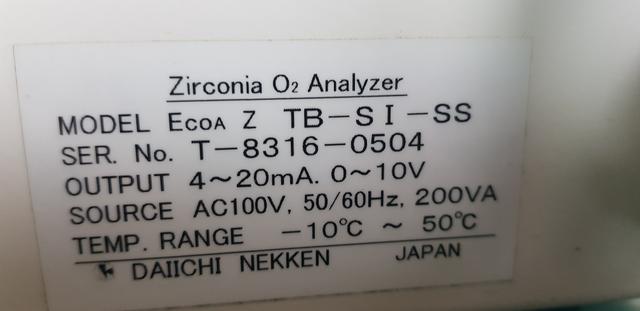 Zirconia O₂ Analyzer
MODEL ECOA Z TB-SI-SS
SER. No. T-8316-0504
OUTPUT 4~20mA. 0~10V
SOURCE AC100V, 50/60Hz, 200VA
TEMP. RANGE -10℃ ~ 50℃
DAIICHI NEKKEN JAPAN